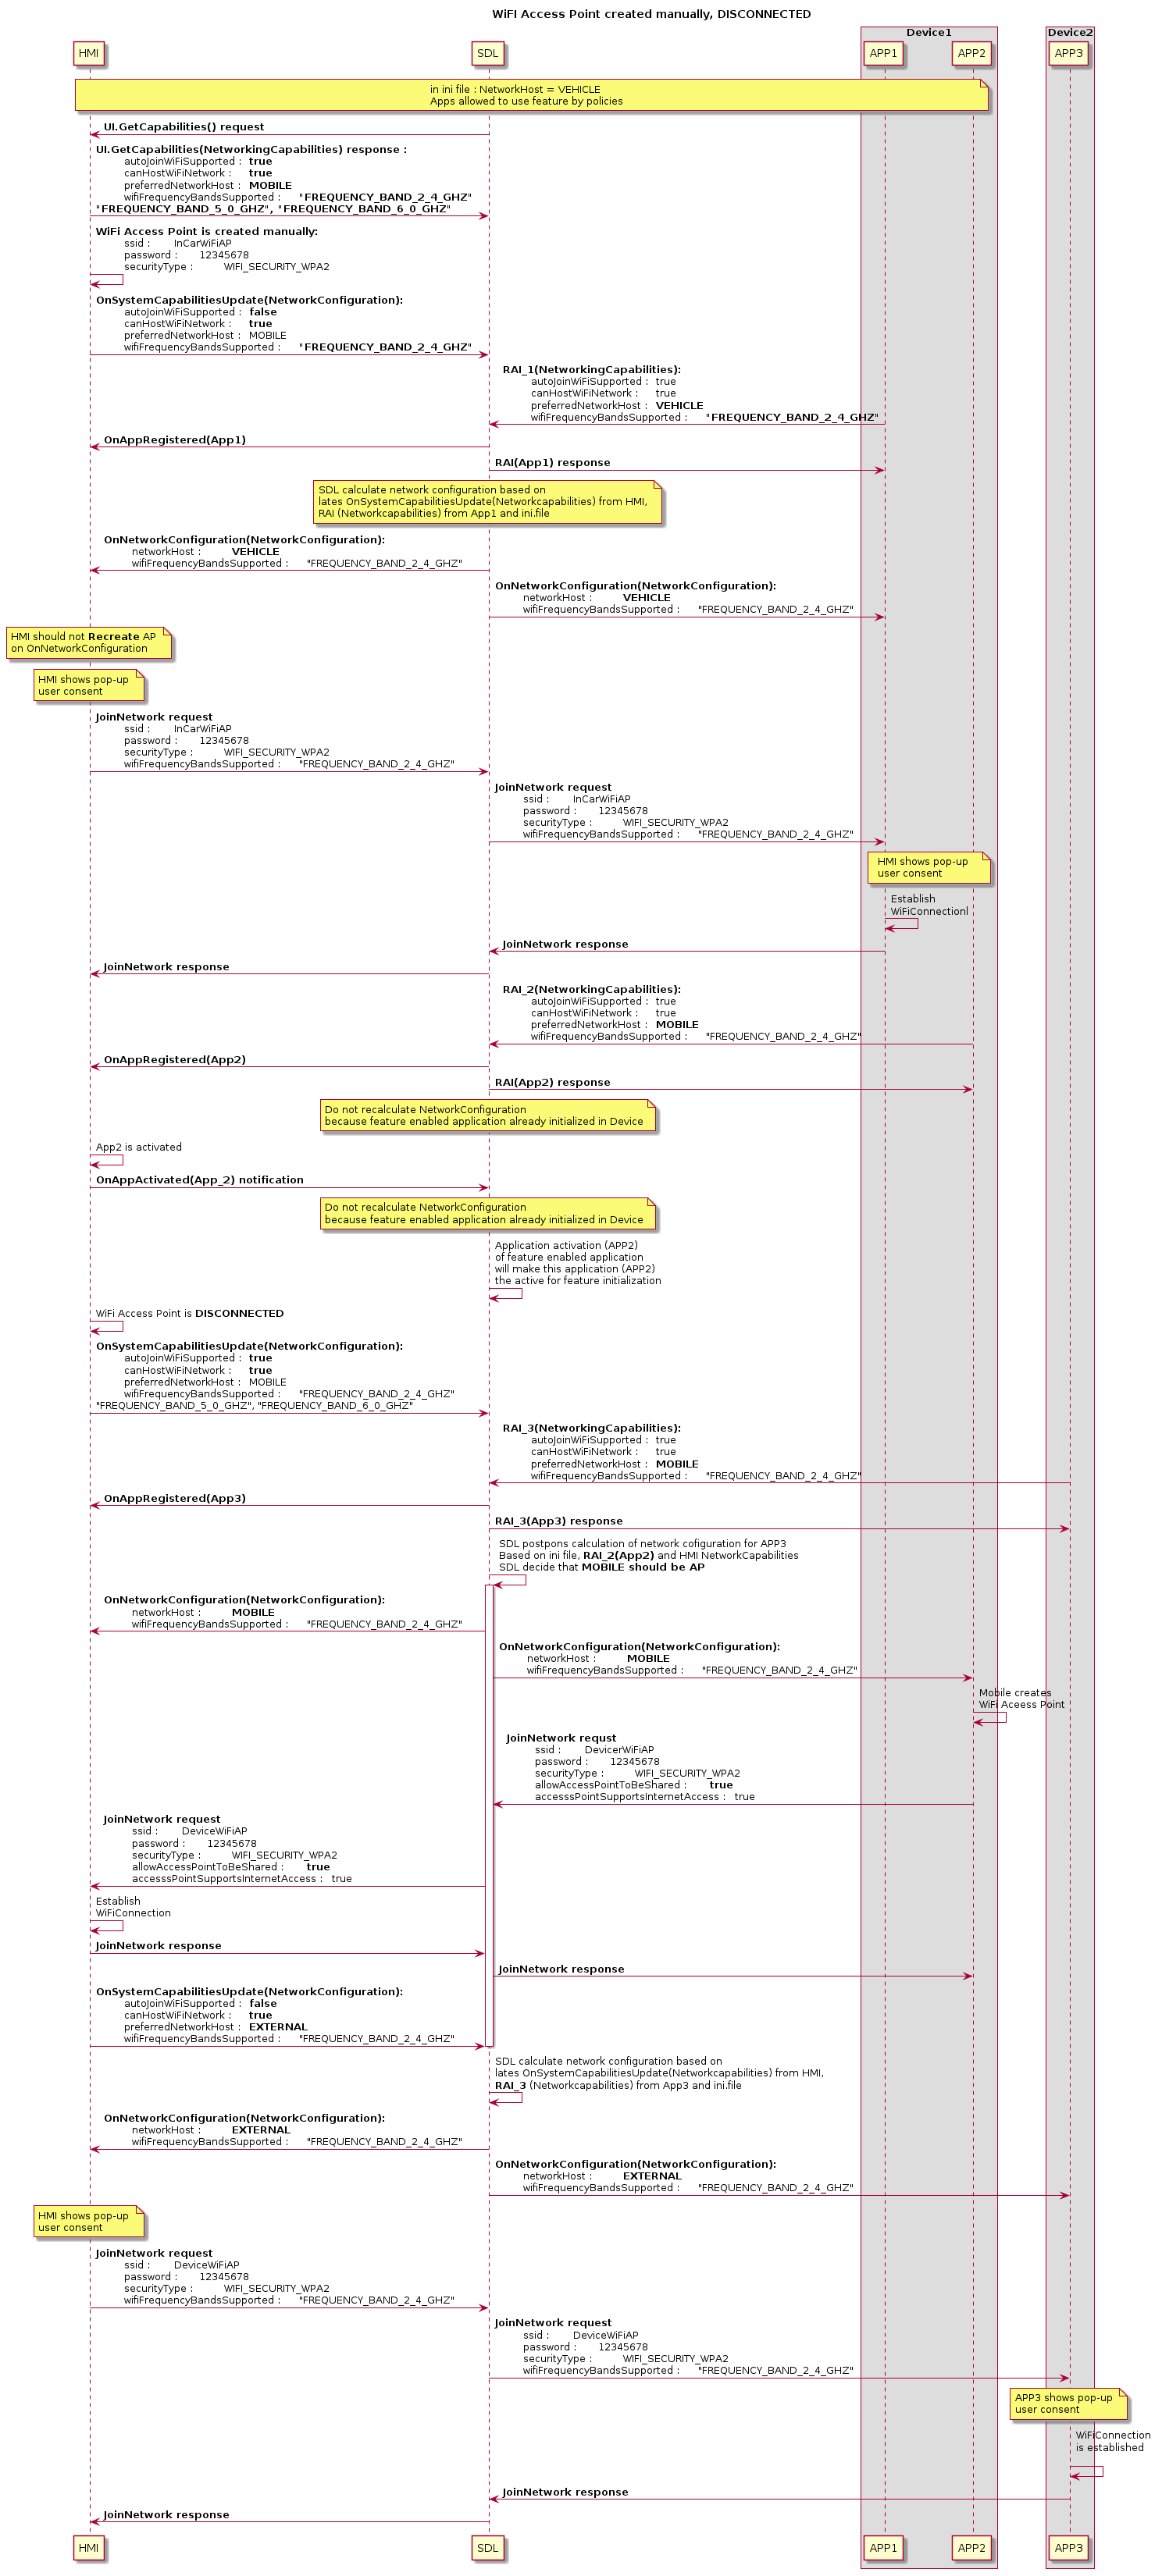 WiFI Access Point created manually, DISCONNECTED
Device1
Device2
HMI
SDL
APP1
APP2
APP3
in ini file : NetworkHost = VEHICLE
Apps allowed to use feature by policies
UI.GetCapabilities() request
UI.GetCapabilities(NetworkingCapabilities) response :
autoJoinWiFiSupported : true
canHostWiFiNetwork : true
preferredNetworkHost : MOBILE
wifiFrequencyBandsSupported : "FREQUENCY_BAND_2_4_GHZ"
"FREQUENCY_BAND_5_0_GHZ", "FREQUENCY_BAND_6_0_GHZ"
WiFi Access Point is created manually:
ssid : InCarWiFiAP
password : 12345678
securityType : WIFI_SECURITY_WPA2
OnSystemCapabilitiesUpdate(NetworkConfiguration):
autoJoinWiFiSupported : false
canHostWiFiNetwork : true
preferredNetworkHost : MOBILE
wifiFrequencyBandsSupported : "FREQUENCY_BAND_2_4_GHZ"
RAI_1(NetworkingCapabilities):
autoJoinWiFiSupported : true
canHostWiFiNetwork : true
preferredNetworkHost : VEHICLE
wifiFrequencyBandsSupported : "FREQUENCY_BAND_2_4_GHZ"
OnAppRegistered(App1)
RAI(App1) response
SDL calculate network configuration based on
lates OnSystemCapabilitiesUpdate(Networkcapabilities) from HMI,
RAI (Networkcapabilities) from App1 and ini.file
OnNetworkConfiguration(NetworkConfiguration):
networkHost : VEHICLE
wifiFrequencyBandsSupported : "FREQUENCY_BAND_2_4_GHZ"
OnNetworkConfiguration(NetworkConfiguration):
networkHost : VEHICLE
wifiFrequencyBandsSupported : "FREQUENCY_BAND_2_4_GHZ"
HMI should not Recreate AP
on OnNetworkConfiguration
HMI shows pop-up
user consent
JoinNetwork request
ssid : InCarWiFiAP
password : 12345678
securityType : WIFI_SECURITY_WPA2
wifiFrequencyBandsSupported : "FREQUENCY_BAND_2_4_GHZ"
JoinNetwork request
ssid : InCarWiFiAP
password : 12345678
securityType : WIFI_SECURITY_WPA2
wifiFrequencyBandsSupported : "FREQUENCY_BAND_2_4_GHZ"
HMI shows pop-up
user consent
Establish
WiFiConnectionl
JoinNetwork response
JoinNetwork response
RAI_2(NetworkingCapabilities):
autoJoinWiFiSupported : true
canHostWiFiNetwork : true
preferredNetworkHost : MOBILE
wifiFrequencyBandsSupported : "FREQUENCY_BAND_2_4_GHZ"
OnAppRegistered(App2)
RAI(App2) response
Do not recalculate NetworkConfiguration
because feature enabled application already initialized in Device
App2 is activated
OnAppActivated(App_2) notification
Do not recalculate NetworkConfiguration
because feature enabled application already initialized in Device
Application activation (APP2)
of feature enabled application
will make this application (APP2)
the active for feature initialization
WiFi Access Point is DISCONNECTED
OnSystemCapabilitiesUpdate(NetworkConfiguration):
autoJoinWiFiSupported : true
canHostWiFiNetwork : true
preferredNetworkHost : MOBILE
wifiFrequencyBandsSupported : "FREQUENCY_BAND_2_4_GHZ"
"FREQUENCY_BAND_5_0_GHZ", "FREQUENCY_BAND_6_0_GHZ"
RAI_3(NetworkingCapabilities):
autoJoinWiFiSupported : true
canHostWiFiNetwork : true
preferredNetworkHost : MOBILE
wifiFrequencyBandsSupported : "FREQUENCY_BAND_2_4_GHZ"
OnAppRegistered(App3)
RAI_3(App3) response
SDL postpons calculation of network cofiguration for APP3
Based on ini file, RAI_2(App2) and HMI NetworkCapabilities
SDL decide that MOBILE should be AP
OnNetworkConfiguration(NetworkConfiguration):
networkHost : MOBILE
wifiFrequencyBandsSupported : "FREQUENCY_BAND_2_4_GHZ"
OnNetworkConfiguration(NetworkConfiguration):
networkHost : MOBILE
wifiFrequencyBandsSupported : "FREQUENCY_BAND_2_4_GHZ"
Mobile creates
WiFi Aceess Point
JoinNetwork requst
ssid : DevicerWiFiAP
password : 12345678
securityType : WIFI_SECURITY_WPA2
allowAccessPointToBeShared : true
accesssPointSupportsInternetAccess : true
JoinNetwork request
ssid : DeviceWiFiAP
password : 12345678
securityType : WIFI_SECURITY_WPA2
allowAccessPointToBeShared : true
accesssPointSupportsInternetAccess : true
Establish
WiFiConnection
JoinNetwork response
JoinNetwork response
OnSystemCapabilitiesUpdate(NetworkConfiguration):
autoJoinWiFiSupported : false
canHostWiFiNetwork : true
preferredNetworkHost : EXTERNAL
wifiFrequencyBandsSupported : "FREQUENCY_BAND_2_4_GHZ"
SDL calculate network configuration based on
lates OnSystemCapabilitiesUpdate(Networkcapabilities) from HMI,
RAI_3 (Networkcapabilities) from App3 and ini.file
OnNetworkConfiguration(NetworkConfiguration):
networkHost : EXTERNAL
wifiFrequencyBandsSupported : "FREQUENCY_BAND_2_4_GHZ"
OnNetworkConfiguration(NetworkConfiguration):
networkHost : EXTERNAL
wifiFrequencyBandsSupported : "FREQUENCY_BAND_2_4_GHZ"
HMI shows pop-up
user consent
JoinNetwork request
ssid : DeviceWiFiAP
password : 12345678
securityType : WIFI_SECURITY_WPA2
wifiFrequencyBandsSupported : "FREQUENCY_BAND_2_4_GHZ"
JoinNetwork request
ssid : DeviceWiFiAP
password : 12345678
securityType : WIFI_SECURITY_WPA2
wifiFrequencyBandsSupported : "FREQUENCY_BAND_2_4_GHZ"
APP3 shows pop-up
user consent
WiFiConnection
is established
JoinNetwork response
JoinNetwork response
HMI
SDL
APP1
APP2
APP3